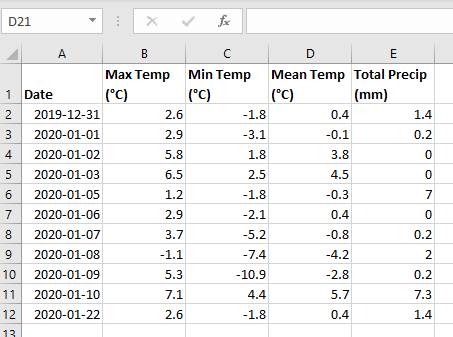 D21 fx
A B C D E
Max Temp Min Temp Mean Temp Total Precip
1 Date (°C) (°C) (°C) (mm)
2 2019-12-31 2.6 -1.8 0.4 1.4
3 2020-01-01 2.9 -3.1 -0.1 0.2
4 2020-01-02 5.8 1.8 3.8 0
5 2020-01-03 6.5 2.5 4.5 0
6 2020-01-05 1.2 -1.8 -0.3 7
7 2020-01-06 2.9 -2.1 0.4 0
8 2020-01-07 3.7 -5.2 -0.8 0.2
9 2020-01-08 -1.1 -7.4 -4.2 2
10 2020-01-09 5.3 -10.9 -2.8 0.2
11 2020-01-10 7.1 4.4 5.7 7.3
12 2020-01-22 2.6 -1.8 0.4 1.4
13